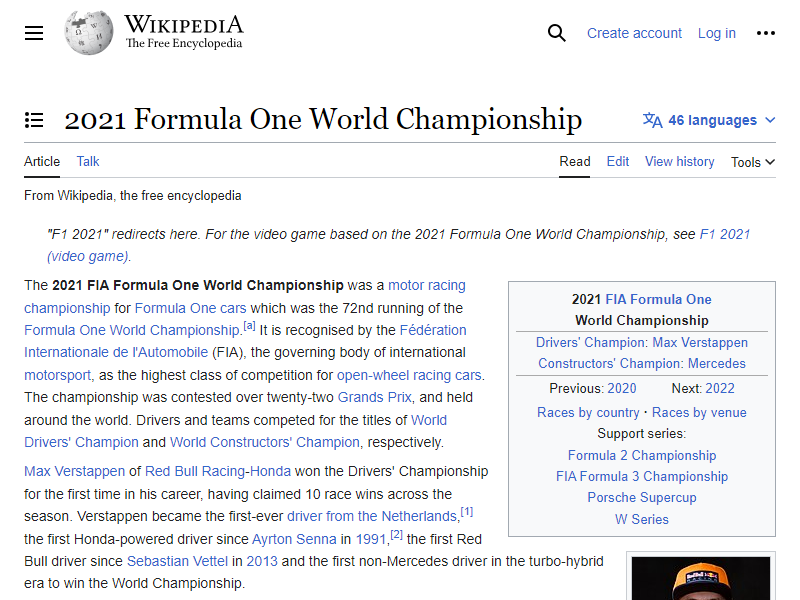 WIKIPEDIA
The Free Encyclopedia
Create account Log in
2021 Formula One World Championship
46 languages
Article Talk
Read Edit View history Tools
From Wikipedia, the free encyclopedia
"F1 2021" redirects here. For the video game based on the 2021 Formula One World Championship, see F1 2021
(video game).
The 2021 FIA Formula One World Championship was a motor racing
championship for Formula One cars which was the 72nd running of the
Formula One World Championship.[a] It is recognised by the Fédération
Internationale de l'Automobile (FIA), the governing body of international
motorsport, as the highest class of competition for open-wheel racing cars.
The championship was contested over twenty-two Grands Prix, and held
around the world. Drivers and teams competed for the titles of World
Drivers' Champion and World Constructors' Champion, respectively.
Max Verstappen of Red Bull Racing-Honda won the Drivers' Championship
for the first time in his career, having claimed 10 race wins across the
season. Verstappen became the first-ever driver from the Netherlands,[1]
the first Honda-powered driver since Ayrton Senna in 1991,[2] the first Red
Bull driver since Sebastian Vettel in 2013 and the first non-Mercedes driver in the turbo-hybrid
era to win the World Championship.
2021 FIA Formula One
World Championship
Drivers' Champion: Max Verstappen
Constructors' Champion: Mercedes
Previous: 2020 Next: 2022
Races by country · Races by venue
Support series:
Formula 2 Championship
FIA Formula 3 Championship
Porsche Supercup
W Series
Red Bull
RACING